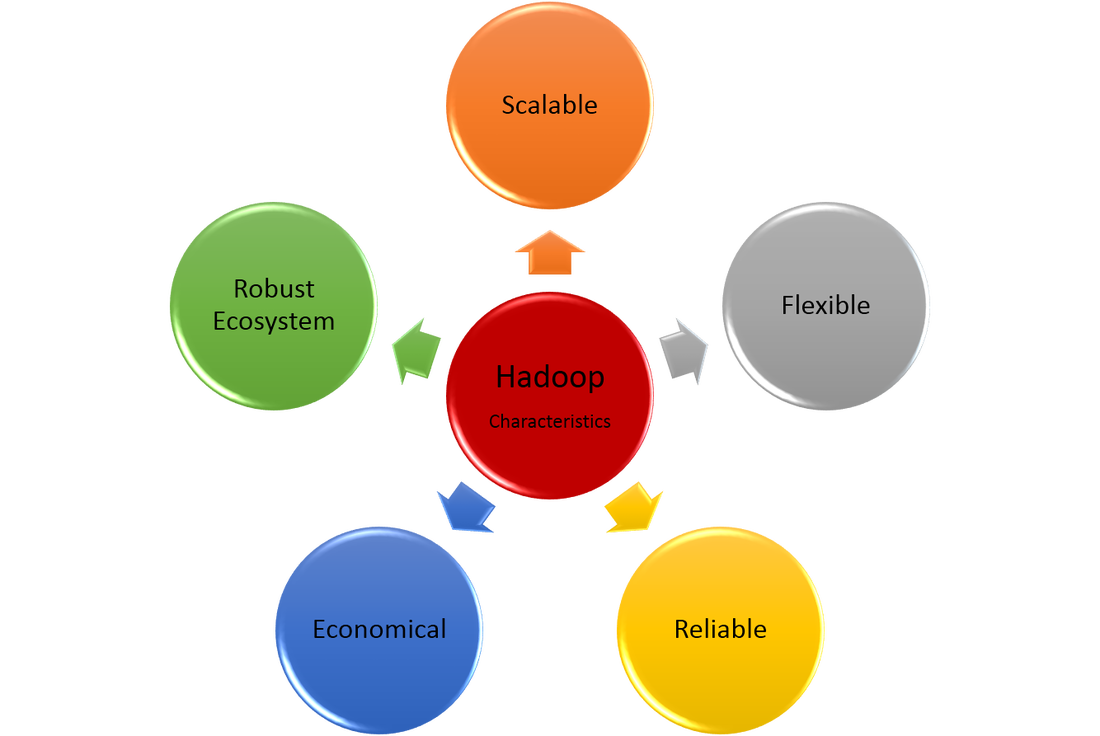 Scalable
Flexible
Reliable
Economical
Robust
Ecosystem
Hadoop
Characteristics